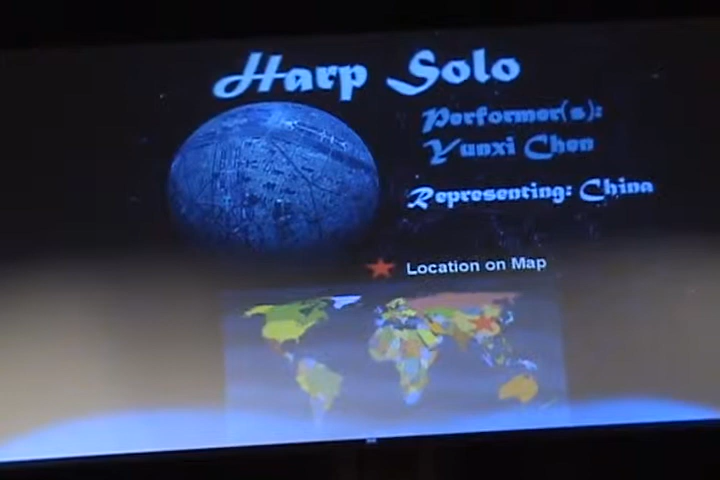 Harp Solo
Performer(s):
Yunxi Chen
Representing: China
Location on Map